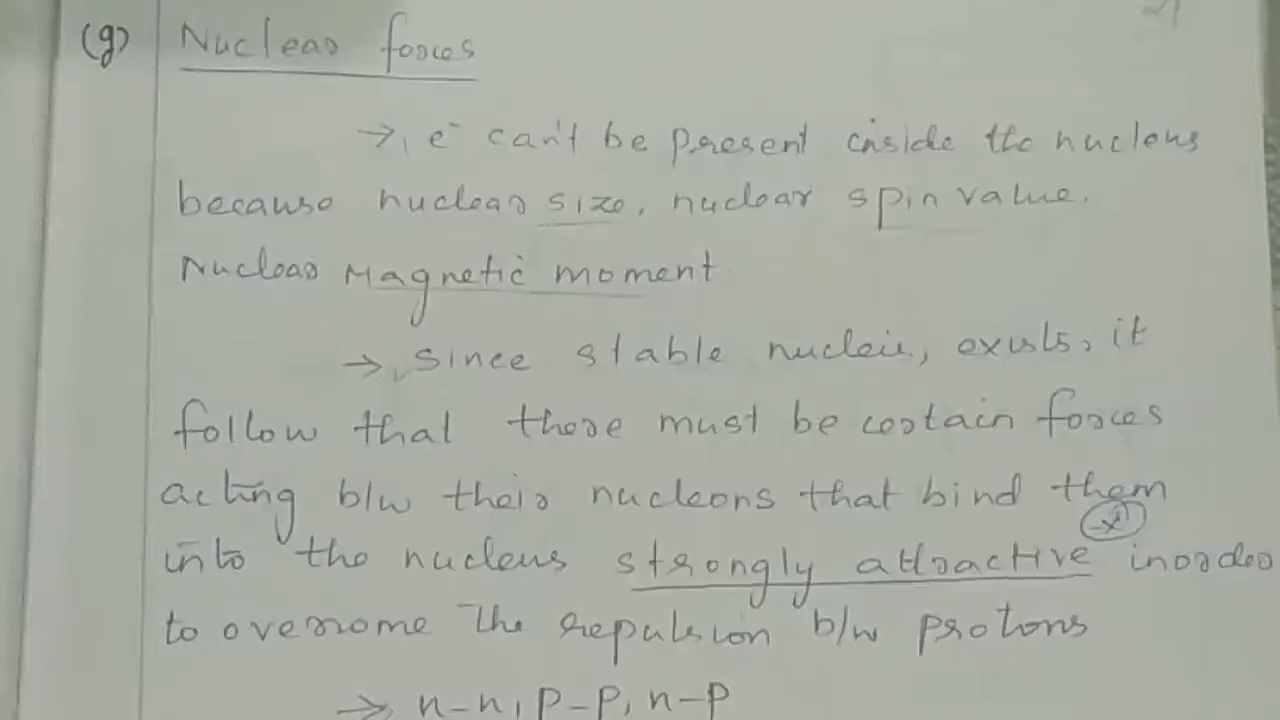 (g) Nuclear forces
→, e⁻ can't be present inside the nucleus
because nuclear size, nuclear spin value.
Nuclear Magnetic moment
→, Since stable nucleii, exists, it
follow that there must be certain forces
acting b/w their nucleons that bind them
into the nucleus strongly attractive inorder
to overcome the repulsion b/w protons
→ n-n, p-p, n-p